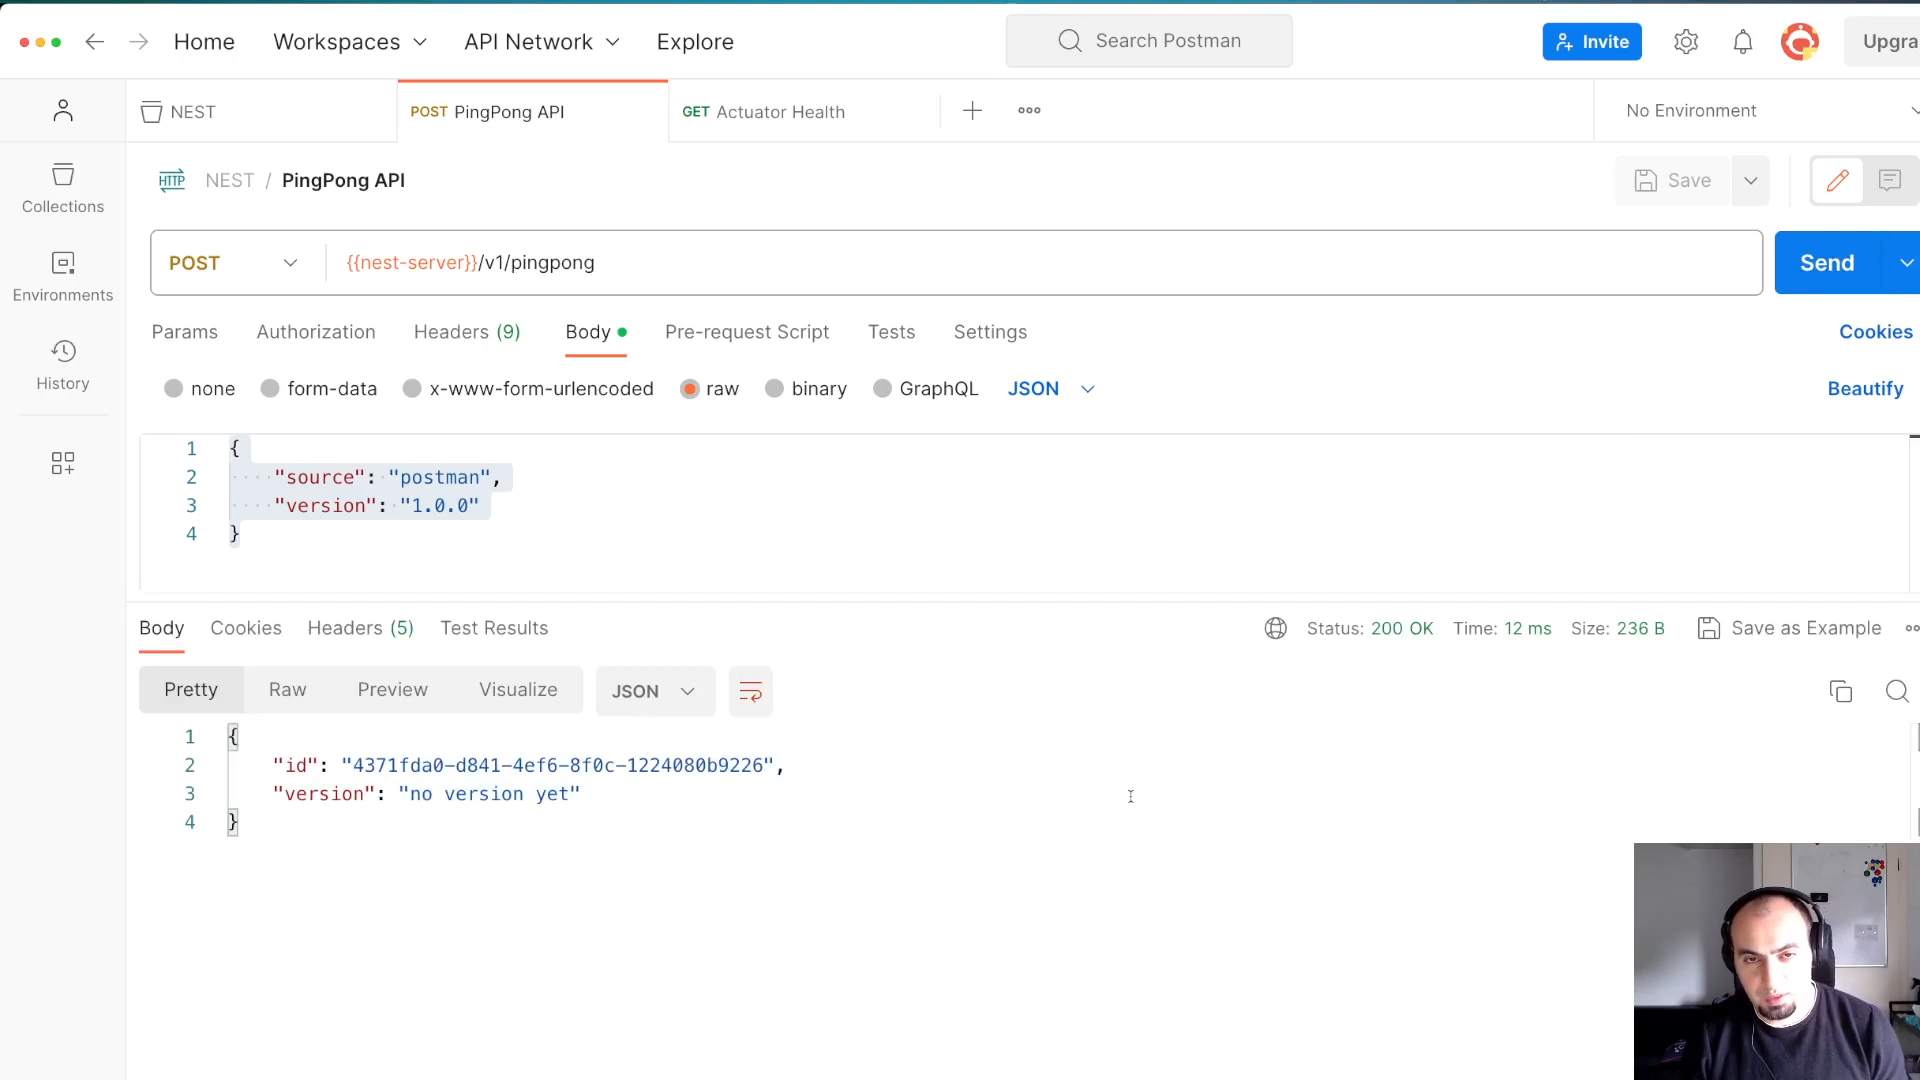 Home Workspaces API Network Explore Search Postman Invite Upgra
NEST POST PingPong API GET Actuator Health No Environment
HTTP NEST / PingPong API Save
Collections
POST {{nest-server}}/v1/pingpong Send
Environments
Params Authorization Headers (9) Body Pre-request Script Tests Settings Cookies
History
none form-data x-www-form-urlencoded raw binary GraphQL JSON Beautify
1 {
2 "source": "postman",
3 "version": "1.0.0"
4 }
Body Cookies Headers (5) Test Results Status: 200 OK Time: 12 ms Size: 236 B Save as Example
Pretty Raw Preview Visualize JSON
1 {
2 "id": "4371fda0-d841-4ef6-8f0c-1224080b9226",
3 "version": "no version yet"
4 }